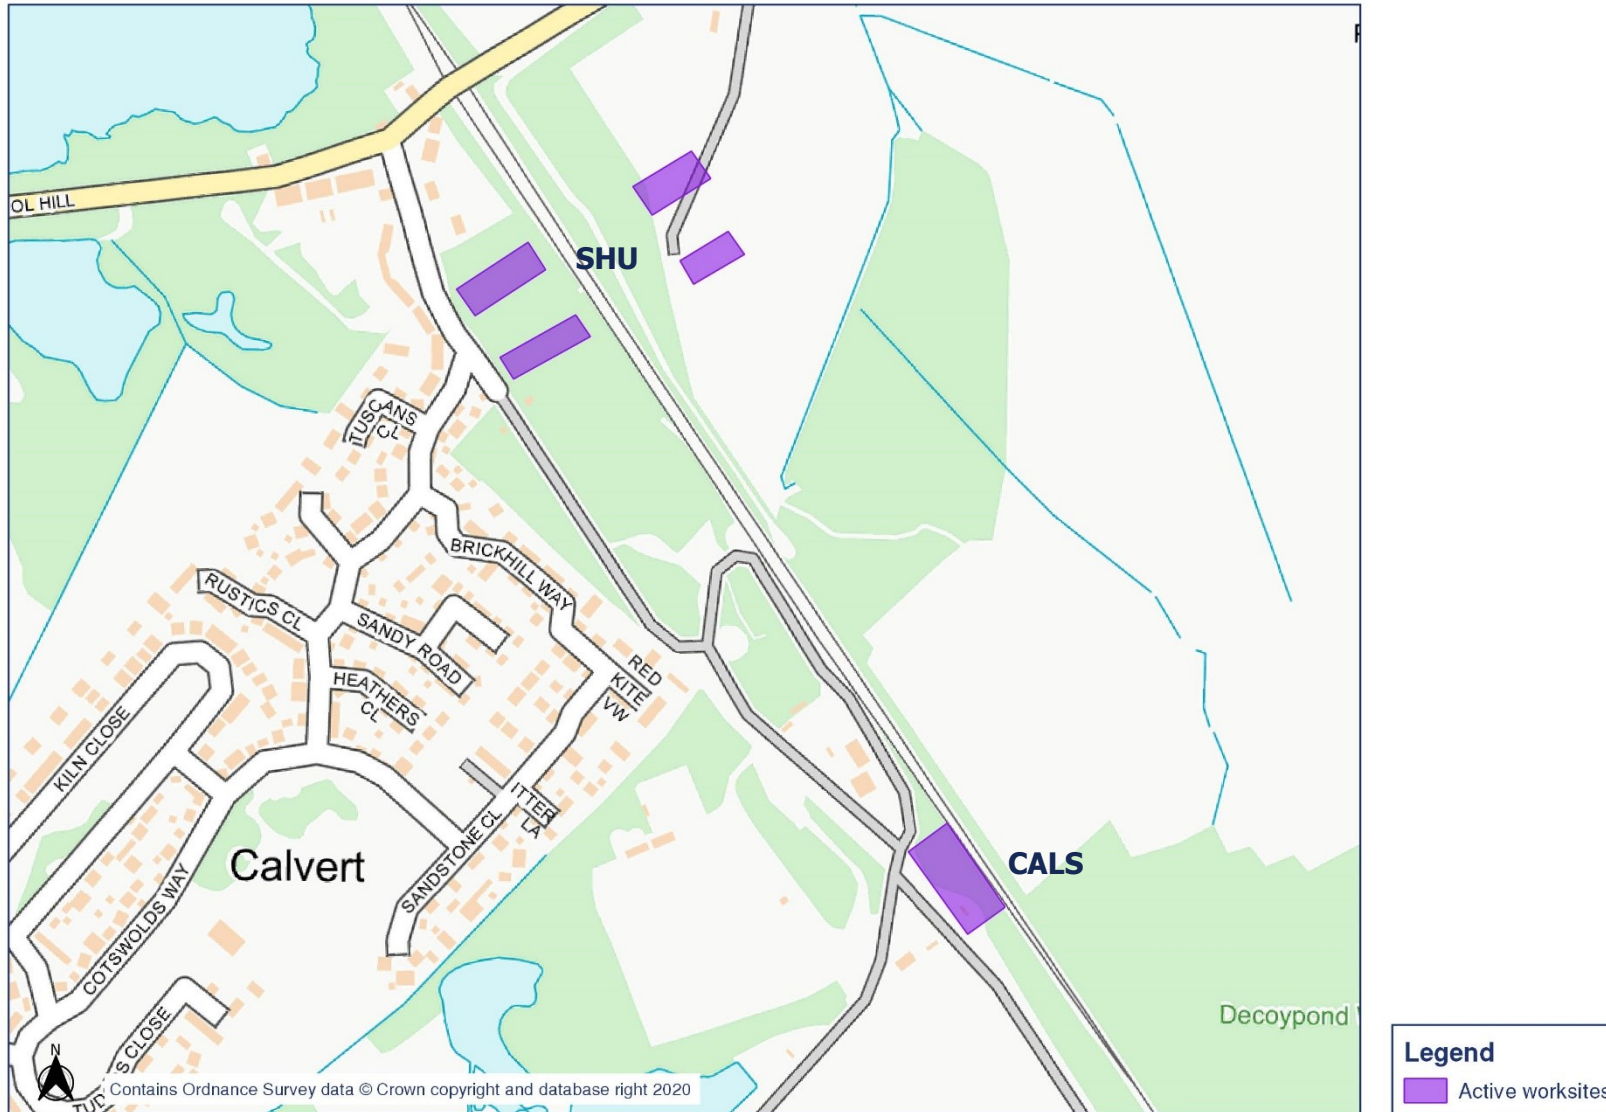 OL HILL
SHU
TUSCANS
CL
BRICKHILL WAY
RUSTICS CL
SANDY ROAD
RED
KITE
VW
HEATHERS
CL
KILN CLOSE
ITTER
LA
SANDSTONE CL
Calvert
CALS
COTSWOLDS WAY
Decoypond
S CLOSE
TUD
N
Contains Ordnance Survey data © Crown copyright and database right 2020
Legend
Active worksites